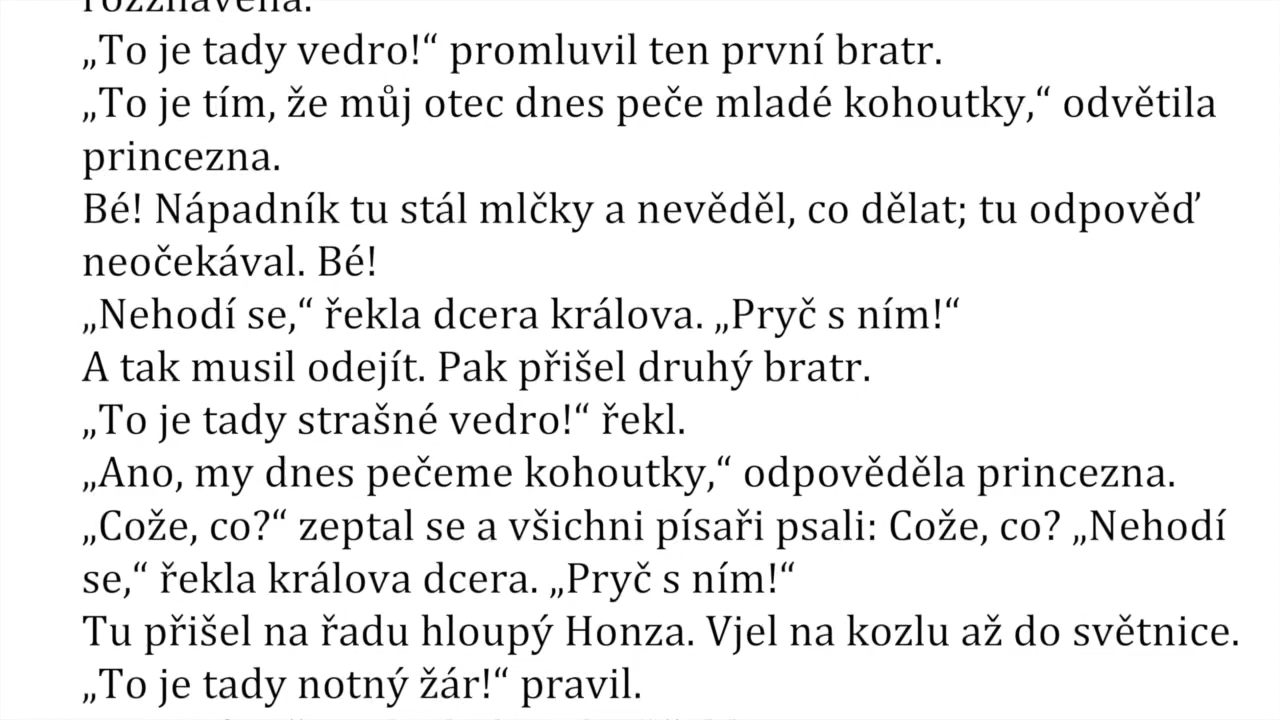 rozžhavena.
„To je tady vedro!“ promluvil ten první bratr.
„To je tím, že můj otec dnes peče mladé kohoutky,“ odvětila
princezna.
Bé! Nápadník tu stál mlčky a nevěděl, co dělat; tu odpověď
neočekával. Bé!
„Nehodí se,“ řekla dcera králova. „Pryč s ním!“
A tak musil odejít. Pak přišel druhý bratr.
„To je tady strašné vedro!“ řekl.
„Ano, my dnes pečeme kohoutky,“ odpověděla princezna.
„Cože, co?“ zeptal se a všichni písaři psali: Cože, co? „Nehodí
se,“ řekla králova dcera. „Pryč s ním!“
Tu přišel na řadu hloupý Honza. Vjel na kozlu až do světnice.
„To je tady notný žár!“ pravil.